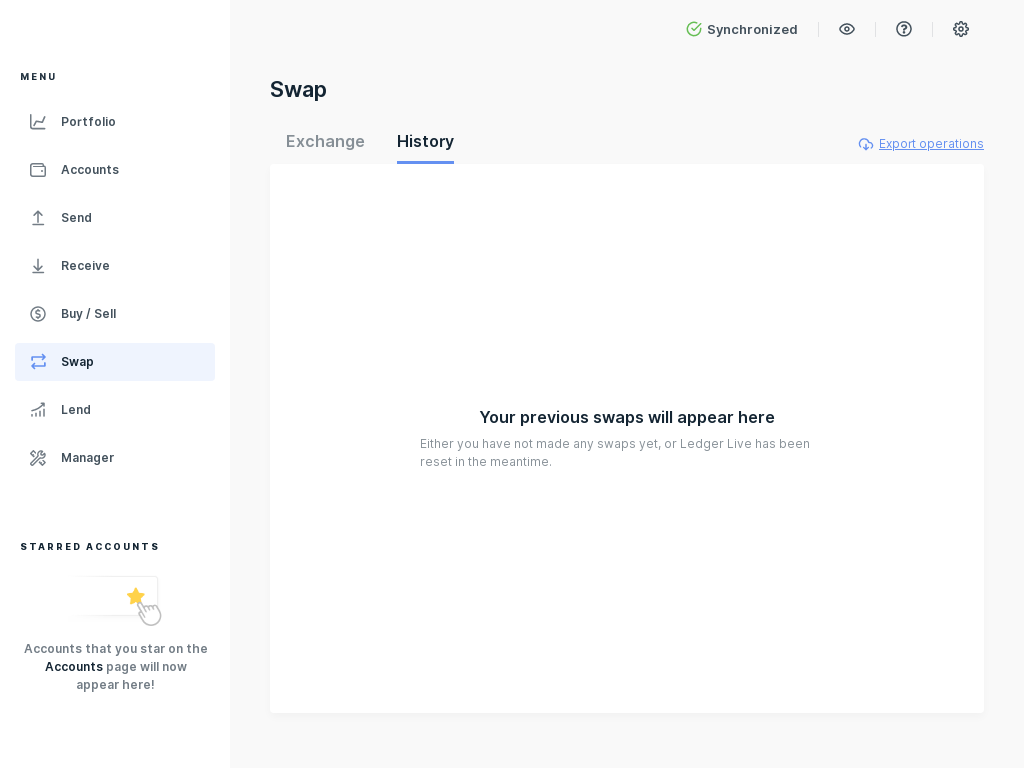 Synchronized
MENU
Portfolio
Accounts
Send
Receive
Buy / Sell
Swap
Lend
Manager
STARRED ACCOUNTS
Accounts that you star on the
Accounts page will now
appear here!
Swap
Exchange
History
Export operations
Your previous swaps will appear here
Either you have not made any swaps yet, or Ledger Live has been
reset in the meantime.